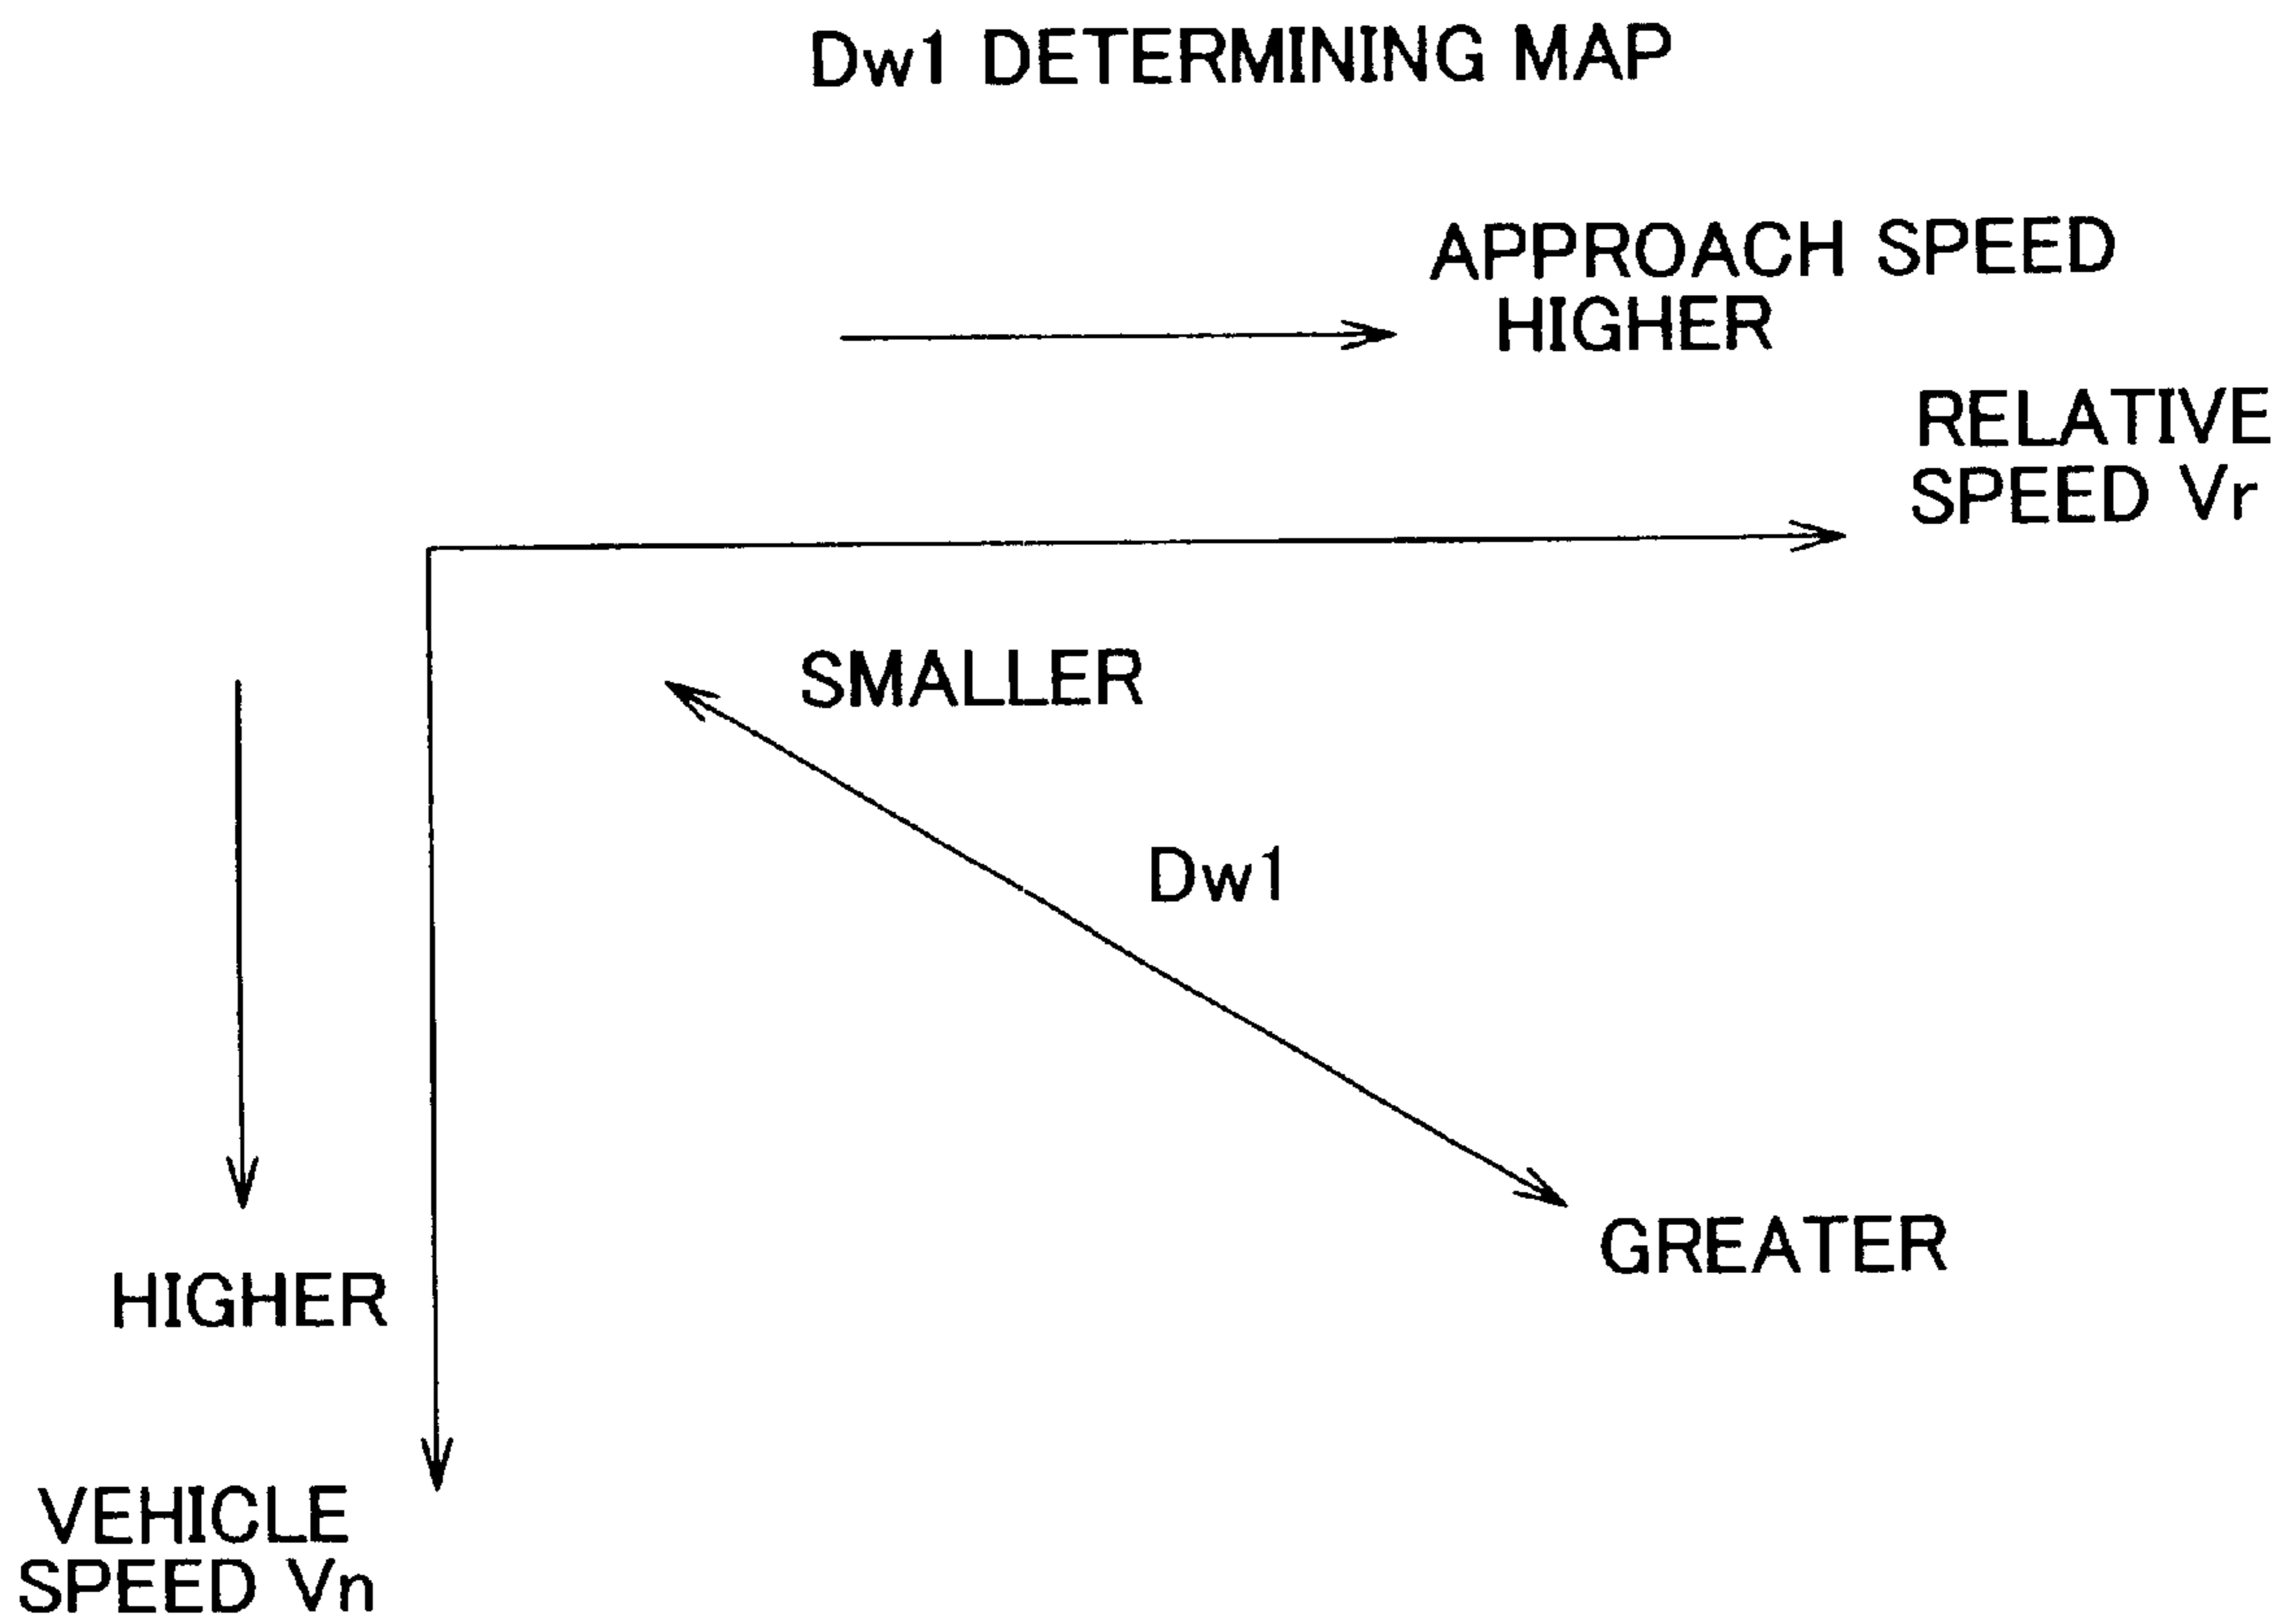 Dw1 DETERMINING MAP
APPROACH SPEED
HIGHER
RELATIVE
SPEED Vr
SMALLER
Dw1
GREATER
HIGHER
VEHICLE
SPEED Vn